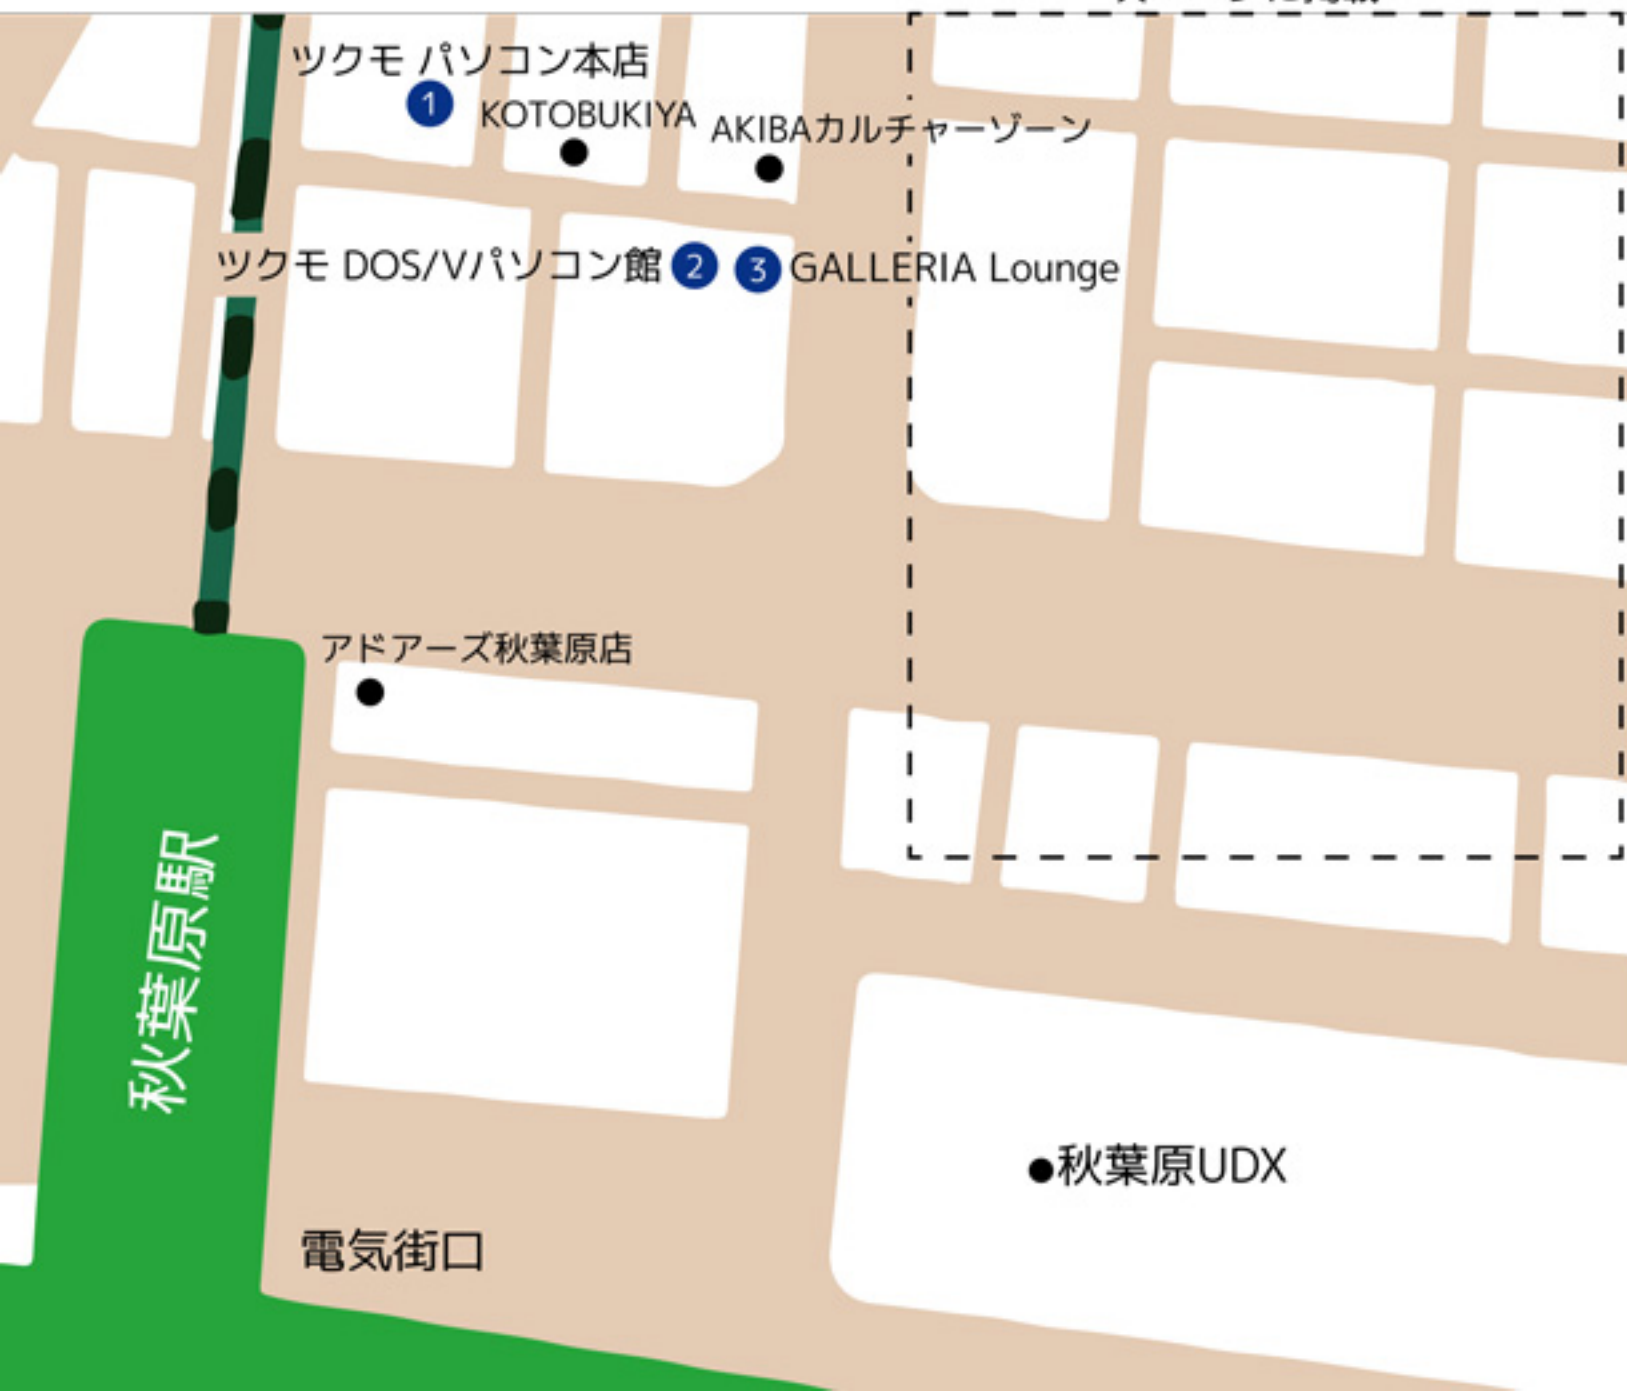 ツクモ パソコン本店
1
KOTOBUKIYA
AKIBAカルチャーゾーン
ツクモ DOS/Vパソコン館 2
3 GALLERIA Lounge
アドアーズ秋葉原店
秋葉原駅
秋葉原UDX
電気街口